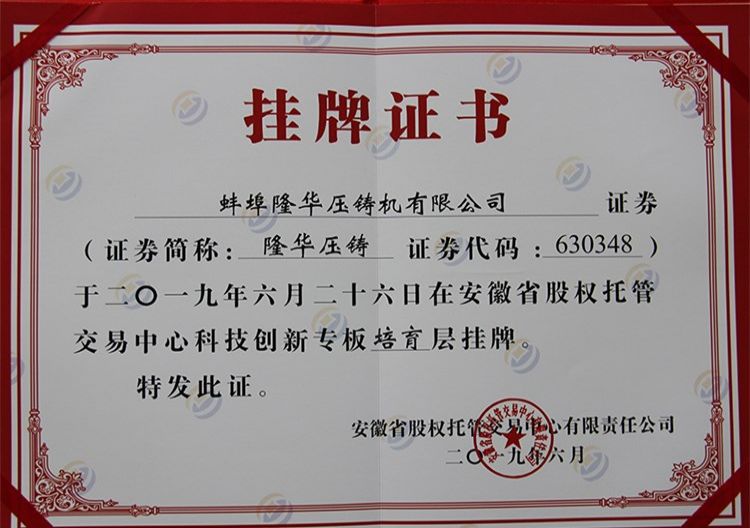 挂牌证书
蚌埠隆华压铸机有限公司 证券
（证券简称：隆华压铸 证券代码：630348）
于二〇一九年六月二十六日在安徽省股权托管
交易中心科技创新专板培育层挂牌。
特发此证。
安徽省股权托管交易中心有限责任公司
二〇一九年六月